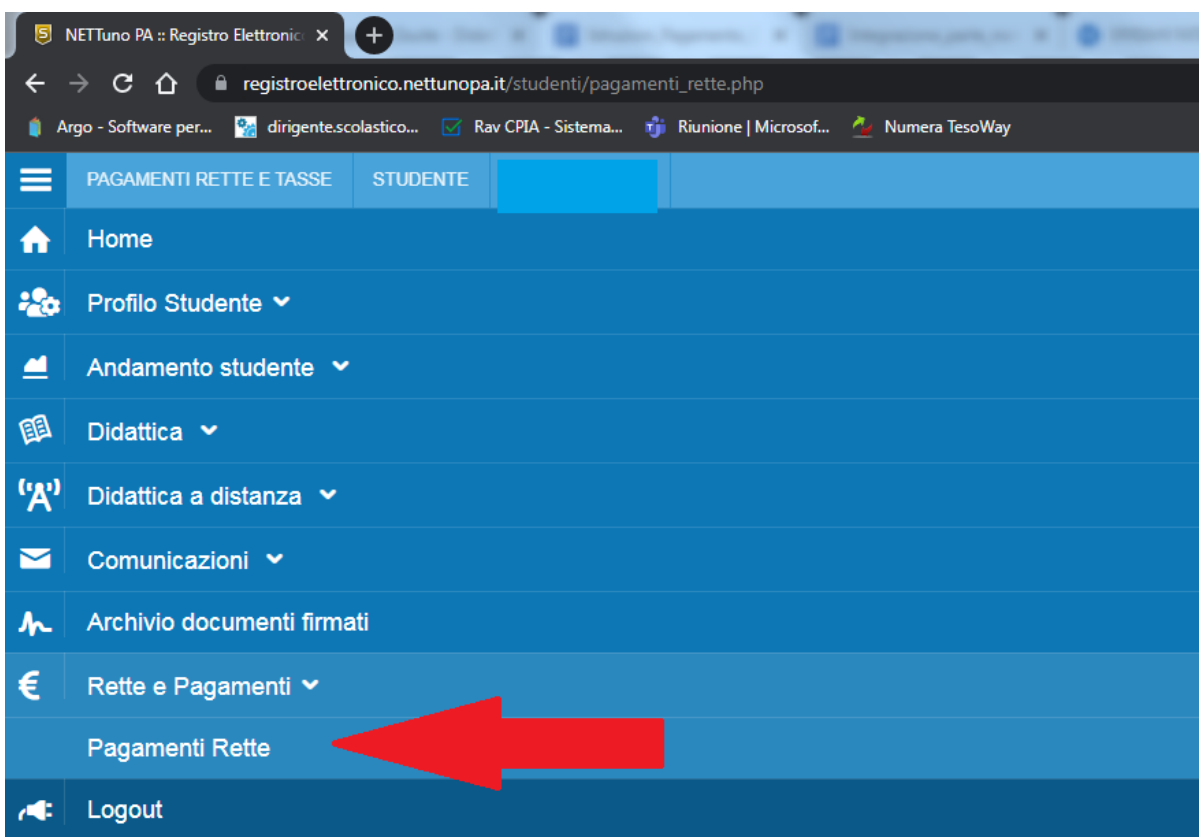 NETTuno PA :: Registro Elettronic
registroelettronico.nettunopa.it/studenti/pagamenti_rette.php
Argo - Software per... dirigente.scolastico... Rav CPIA - Sistema... Riunione | Microsof... Numera TesoWay
PAGAMENTI RETTE E TASSE STUDENTE
Home
Profilo Studente
Andamento studente
Didattica
Didattica a distanza
Comunicazioni
Archivio documenti firmati
€ Rette e Pagamenti
Pagamenti Rette
Logout